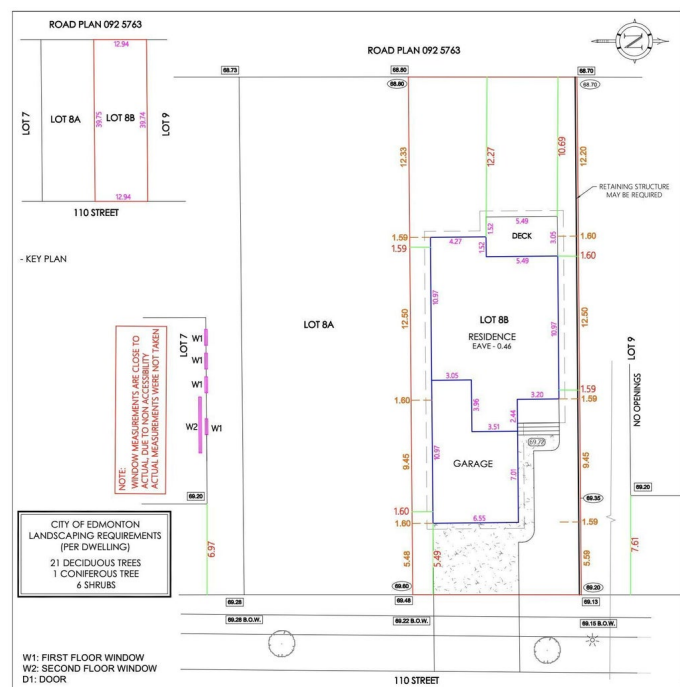 ROAD PLAN 092 5763
12.94
LOT 7
LOT 8A
39.75
LOT 8B
39.74
LOT 9
12.94
110 STREET
- KEY PLAN
ROAD PLAN 092 5763
N
68.73
68.80
68.70
68.80
68.70
12.33
12.27
10.69
12.20
RETAINING STRUCTURE
MAY BE REQUIRED
5.49
1.52
DECK
3.05
1.59
4.27
1.60
1.59
1.52
5.49
1.60
LOT 8A
10.97
LOT 8B
RESIDENCE
EAVE - 0.46
10.97
12.50
12.50
LOT 7
W1
W1
W1
W2
W1
NOTE:
WINDOW MEASUREMENTS ARE CLOSE TO
ACTUAL, DUE TO NON ACCESSIBILITY
ACTUAL MEASUREMENTS WERE NOT TAKEN
LOT 9
NO OPENINGS
3.05
3.96
3.20
1.59
1.60
1.59
2.44
3.51
GARAGE
10.97
7.01
9.45
9.45
69.20
69.35
69.20
1.60
1.60
6.55
1.59
6.97
5.48
5.49
5.59
7.61
CITY OF EDMONTON
LANDSCAPING REQUIREMENTS
(PER DWELLING)
21 DECIDUOUS TREES
1 CONIFEROUS TREE
6 SHRUBS
69.60
69.20
69.28
69.48
69.13
69.28 B.O.W.
69.22 B.O.W.
69.15 B.O.W.
W1: FIRST FLOOR WINDOW
W2: SECOND FLOOR WINDOW
D1: DOOR
110 STREET